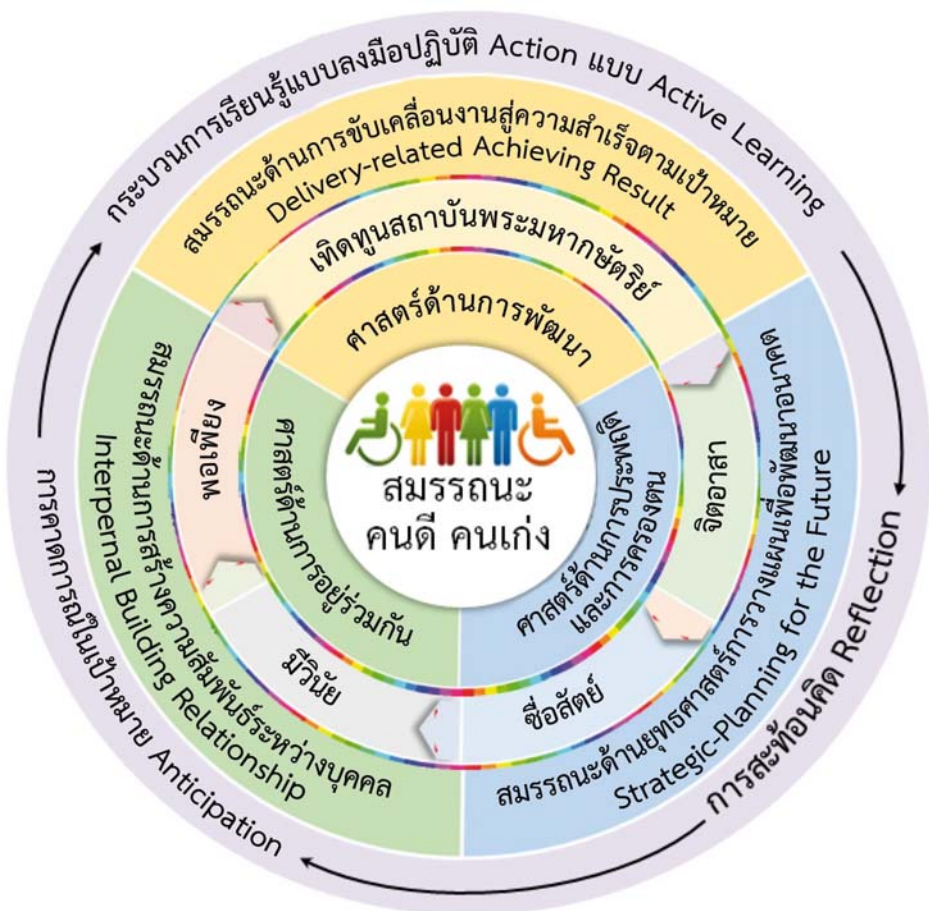 กระบวนการเรียนรู้แบบลงมือปฏิบัติ Action แบบ Active Learning
สมรรถนะด้านการขับเคลื่อนงานสู่ความสำเร็จตามเป้าหมาย
Delivery-related Achieving Result
เทิดทูนสถาบันพระมหากษัตริย์
ศาสตร์ด้านการพัฒนา
สมรรถนะ
คนดี คนเก่ง
ศาสตร์ด้านการประพฤติ
และการครองตน
จิตอาสา
ซื่อสัตย์
สมรรถนะด้านยุทธศาสตร์การวางแผนเพื่อพัฒนาอนาคต
Strategic-Planning for the Future
การสะท้อนคิด Reflection
ศาสตร์ด้านการอยู่ร่วมกัน
มีวินัย
พอเพียง
สมรรถนะด้านการสร้างความสัมพันธ์ระหว่างบุคคล
Interpernal Building Relationship
การคาดการณ์ในเป้าหมาย Anticipation